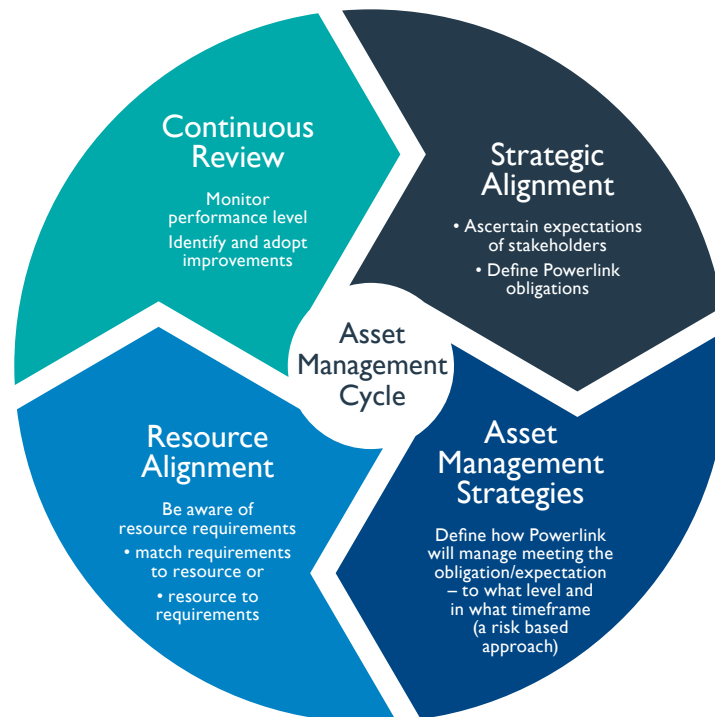 Continuous
Review
Monitor
performance level
Identify and adopt
improvements
Strategic
Alignment
• Ascertain expectations
of stakeholders
• Define Powerlink
obligations
Asset
Management
Cycle
Resource
Alignment
Be aware of
resource requirements
• match requirements
to resource or
• resource to
requirements
Asset
Management
Strategies
Define how Powerlink
will manage meeting the
obligation/expectation
– to what level and
in what timeframe
(a risk based
approach)